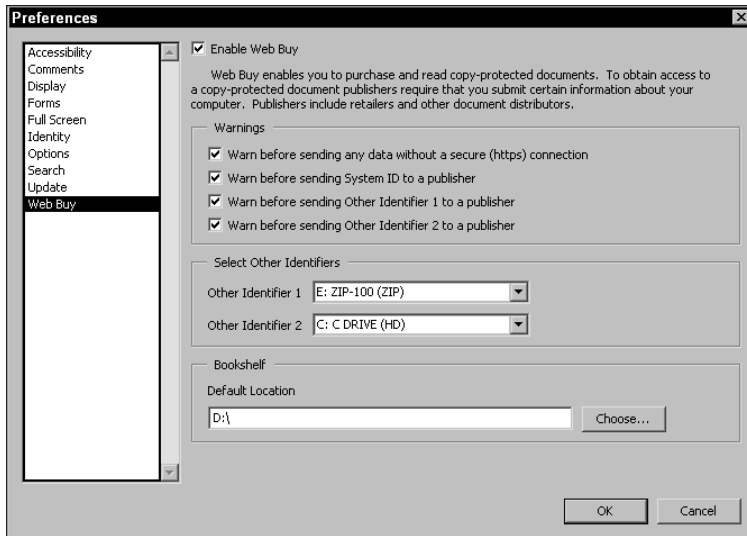 Preferences
Accessibility
Comments
Display
Forms
Full Screen
Identity
Options
Search
Update
Web Buy
Enable Web Buy
Web Buy enables you to purchase and read copy-protected documents. To obtain access to
a copy-protected document publishers require that you submit certain information about your
computer. Publishers include retailers and other document distributors.
Warnings
Warn before sending any data without a secure (https) connection
Warn before sending System ID to a publisher
Warn before sending Other Identifier 1 to a publisher
Warn before sending Other Identifier 2 to a publisher
Select Other Identifiers
Other Identifier 1 E: ZIP-100 (ZIP)
Other Identifier 2 C: C DRIVE (HD)
Bookshelf
Default Location
D:\ Choose...
OK Cancel